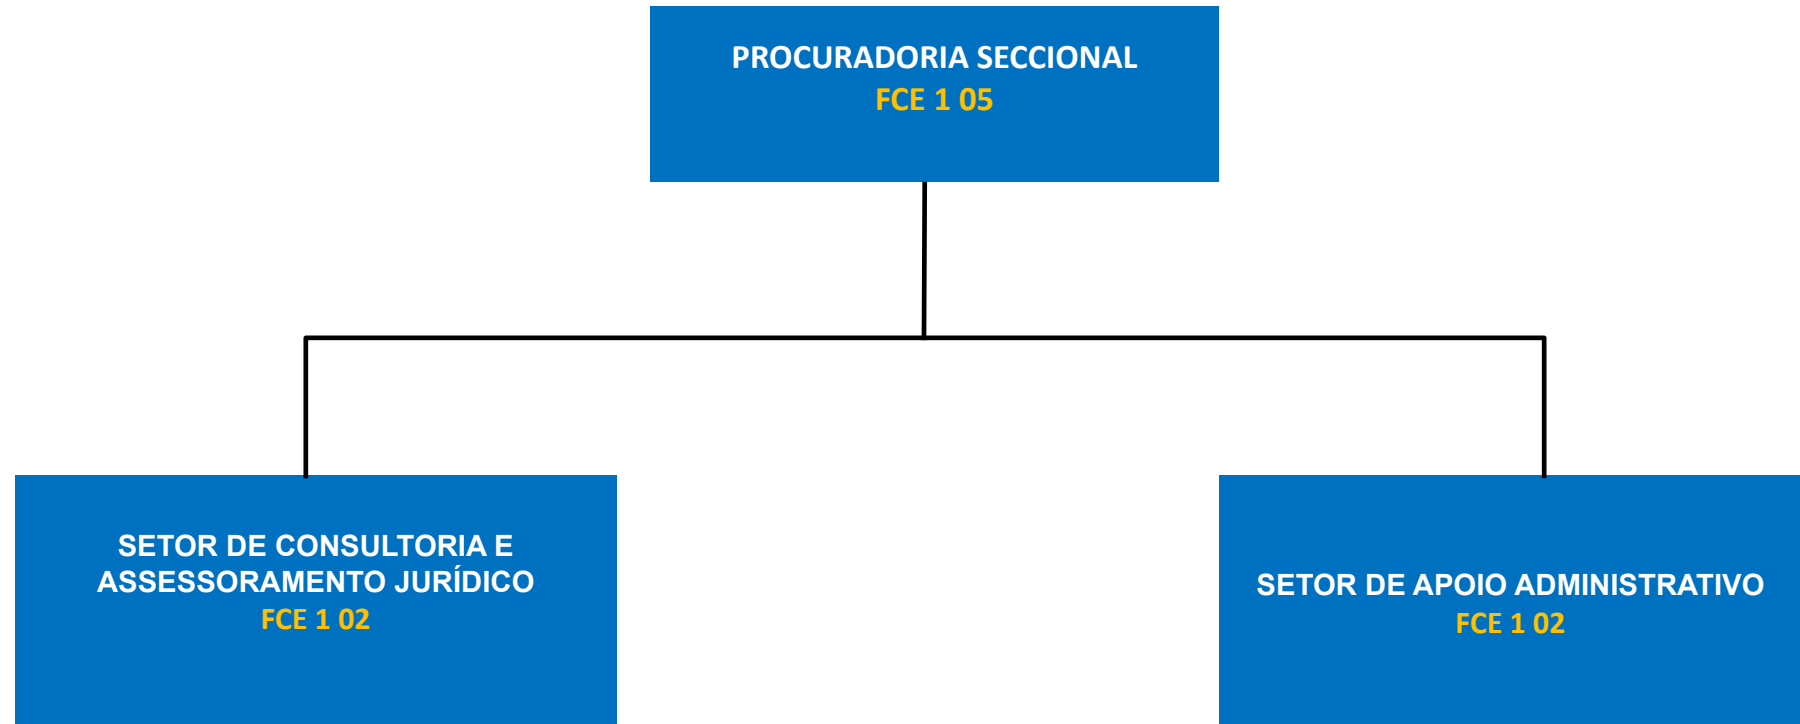 PROCURADORIA SECCIONAL
FCE 1 05
SETOR DE CONSULTORIA E
ASSESSORAMENTO JURÍDICO
FCE 1 02
SETOR DE APOIO ADMINISTRATIVO
FCE 1 02